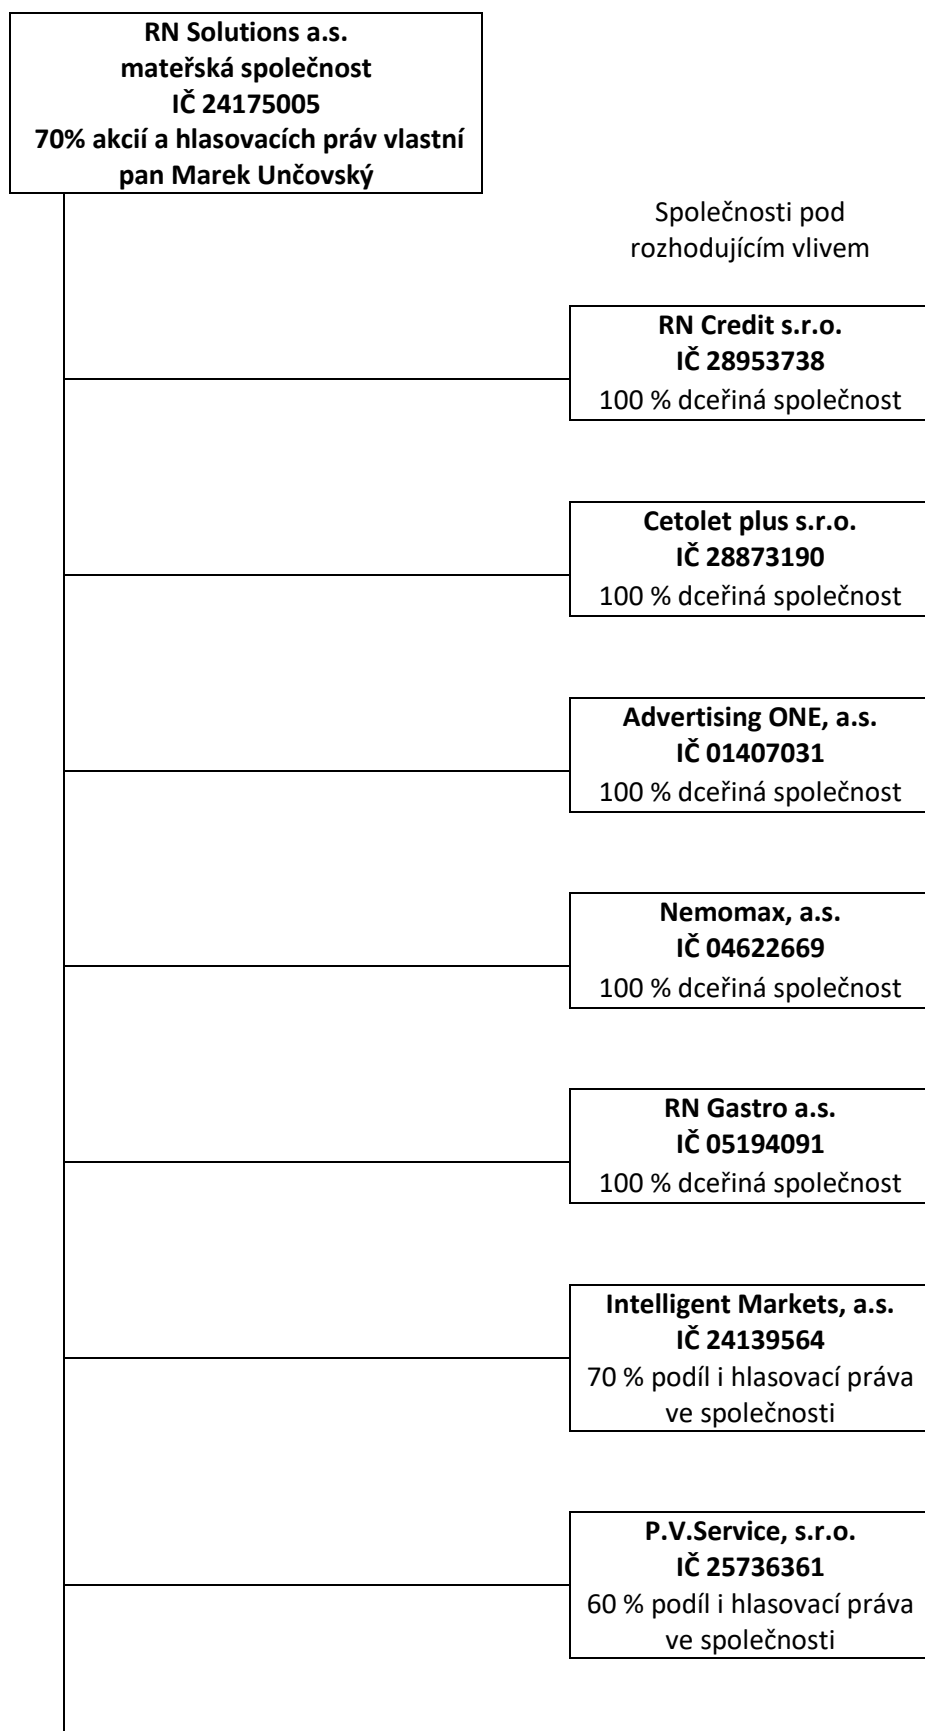 RN Solutions a.s.
mateřská společnost
IČ 24175005
70% akcií a hlasovacích práv vlastní
pan Marek Unčovský
Společnosti pod
rozhodujícím vlivem
RN Credit s.r.o.
IČ 28953738
100 % dceřiná společnost
Cetolet plus s.r.o.
IČ 28873190
100 % dceřiná společnost
Advertising ONE, a.s.
IČ 01407031
100 % dceřiná společnost
Nemomax, a.s.
IČ 04622669
100 % dceřiná společnost
RN Gastro a.s.
IČ 05194091
100 % dceřiná společnost
Intelligent Markets, a.s.
IČ 24139564
70 % podíl i hlasovací práva
ve společnosti
P.V.Service, s.r.o.
IČ 25736361
60 % podíl i hlasovací práva
ve společnosti